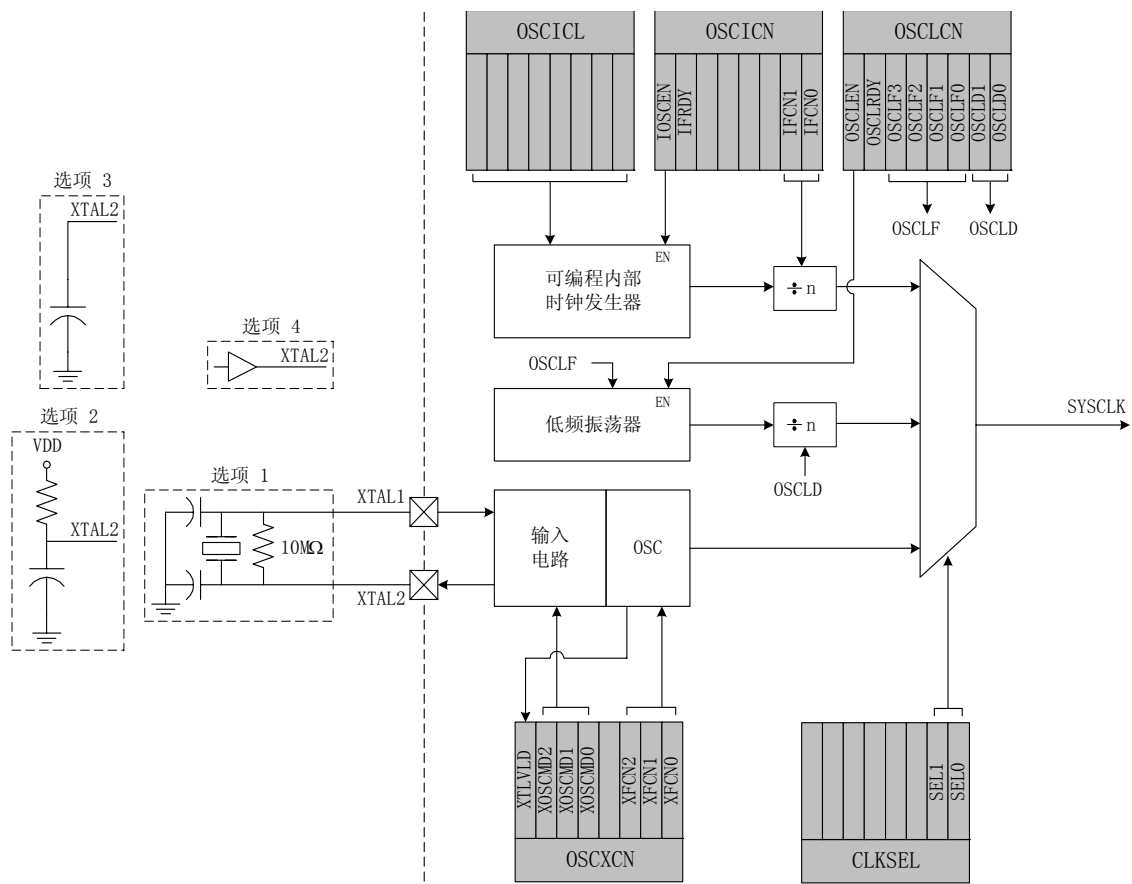 OSCICL
OSCICN
OSCLCN
IOSCEN
IFRDY
IFCN1
IFCN0
OSCLEN
OSCLRDY
OSCLF3
OSCLF2
OSCLF1
OSCLF0
OSCLD1
OSCLD0
OSCLF
OSCLD
选项 3
XTAL2
EN
可编程内部
时钟发生器
÷ n
选项 4
XTAL2
OSCLF
EN
低频振荡器
÷ n
OSCLD
SYSCLK
选项 2
VDD
XTAL2
选项 1
10MΩ
XTAL1
XTAL2
输入
电路
OSC
XTLVLD
XOSCMD2
XOSCMD1
XOSCMD0
XFCN2
XFCN1
XFCN0
OSCXCN
SEL1
SEL0
CLKSEL